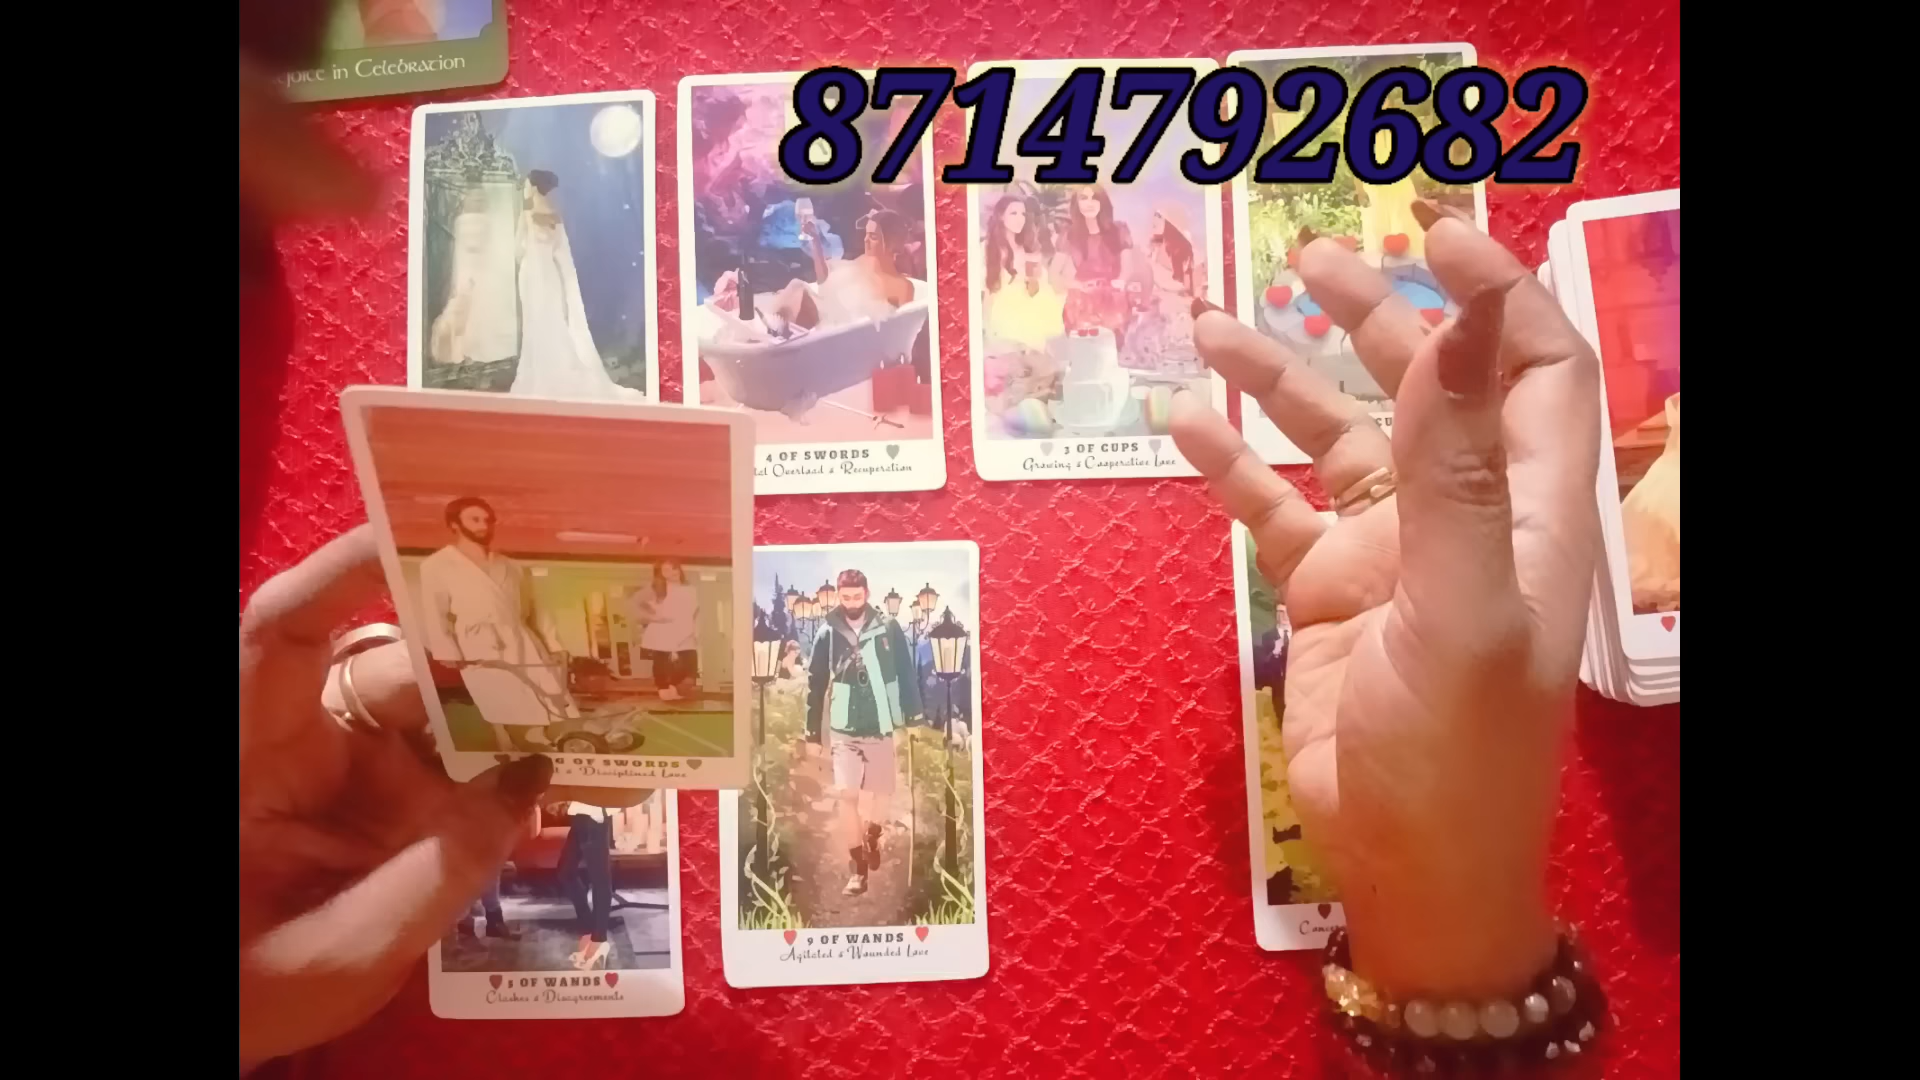 in Celebration
8714792682
4 OF SWORDS
Overload & Recuperation
3 OF CUPS
Growing & Cooperative Love
OF SWORDS
& Disciplined Love
9 OF WANDS
Agitated & Wounded Love
5 OF WANDS
Clashes & Disagreements